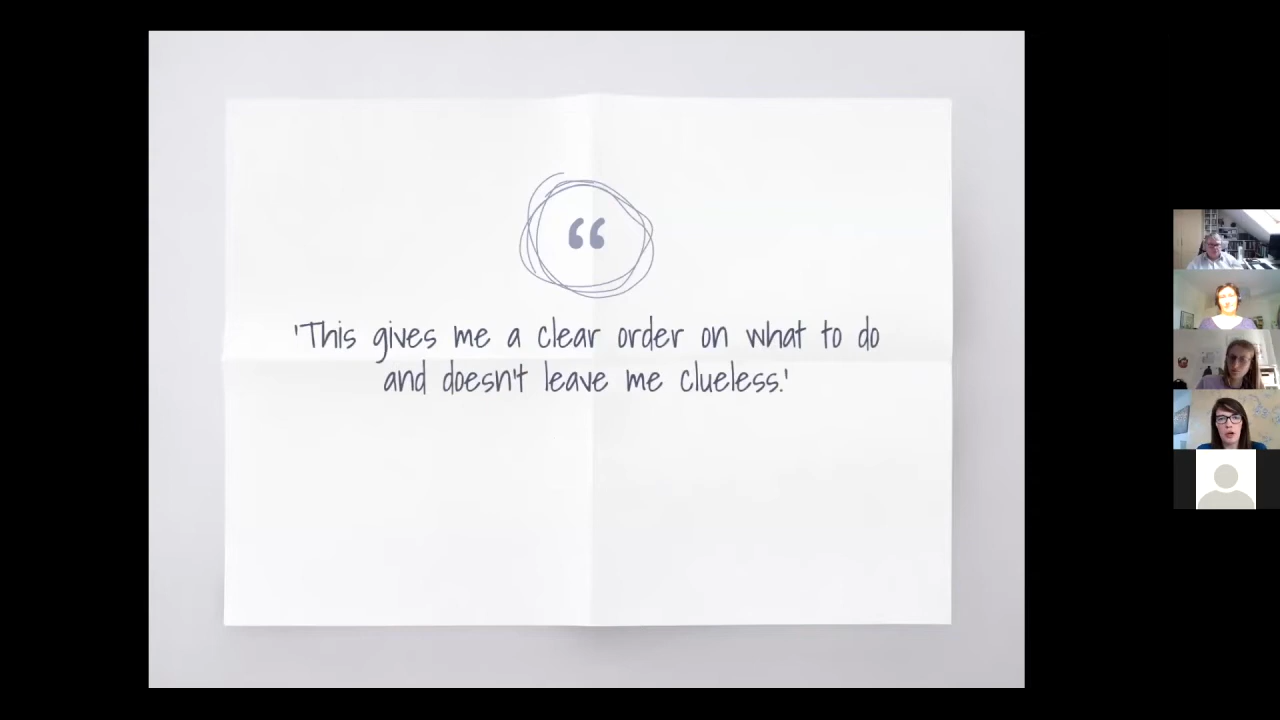 “
'This gives me a clear order on what to do
and doesn't leave me clueless.'